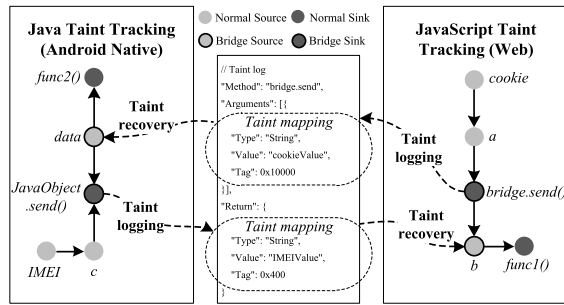 Java Taint Tracking
(Android Native)
func2()
data
JavaObject
.send()
IMEI
c
Normal Source
Normal Sink
Bridge Source
Bridge Sink
Taint
recovery
Taint
logging
// Taint log
"Method": "bridge.send",
"Arguments": [{
Taint mapping
"Type": "String",
"Value": "cookieValue",
"Tag": 0x10000
}],
"Return": {
Taint mapping
"Type": "String",
"Value": "IMEIValue",
"Tag": 0x400
}
Taint
logging
Taint
recovery
JavaScript Taint
Tracking (Web)
cookie
a
bridge.send()
b
func1()